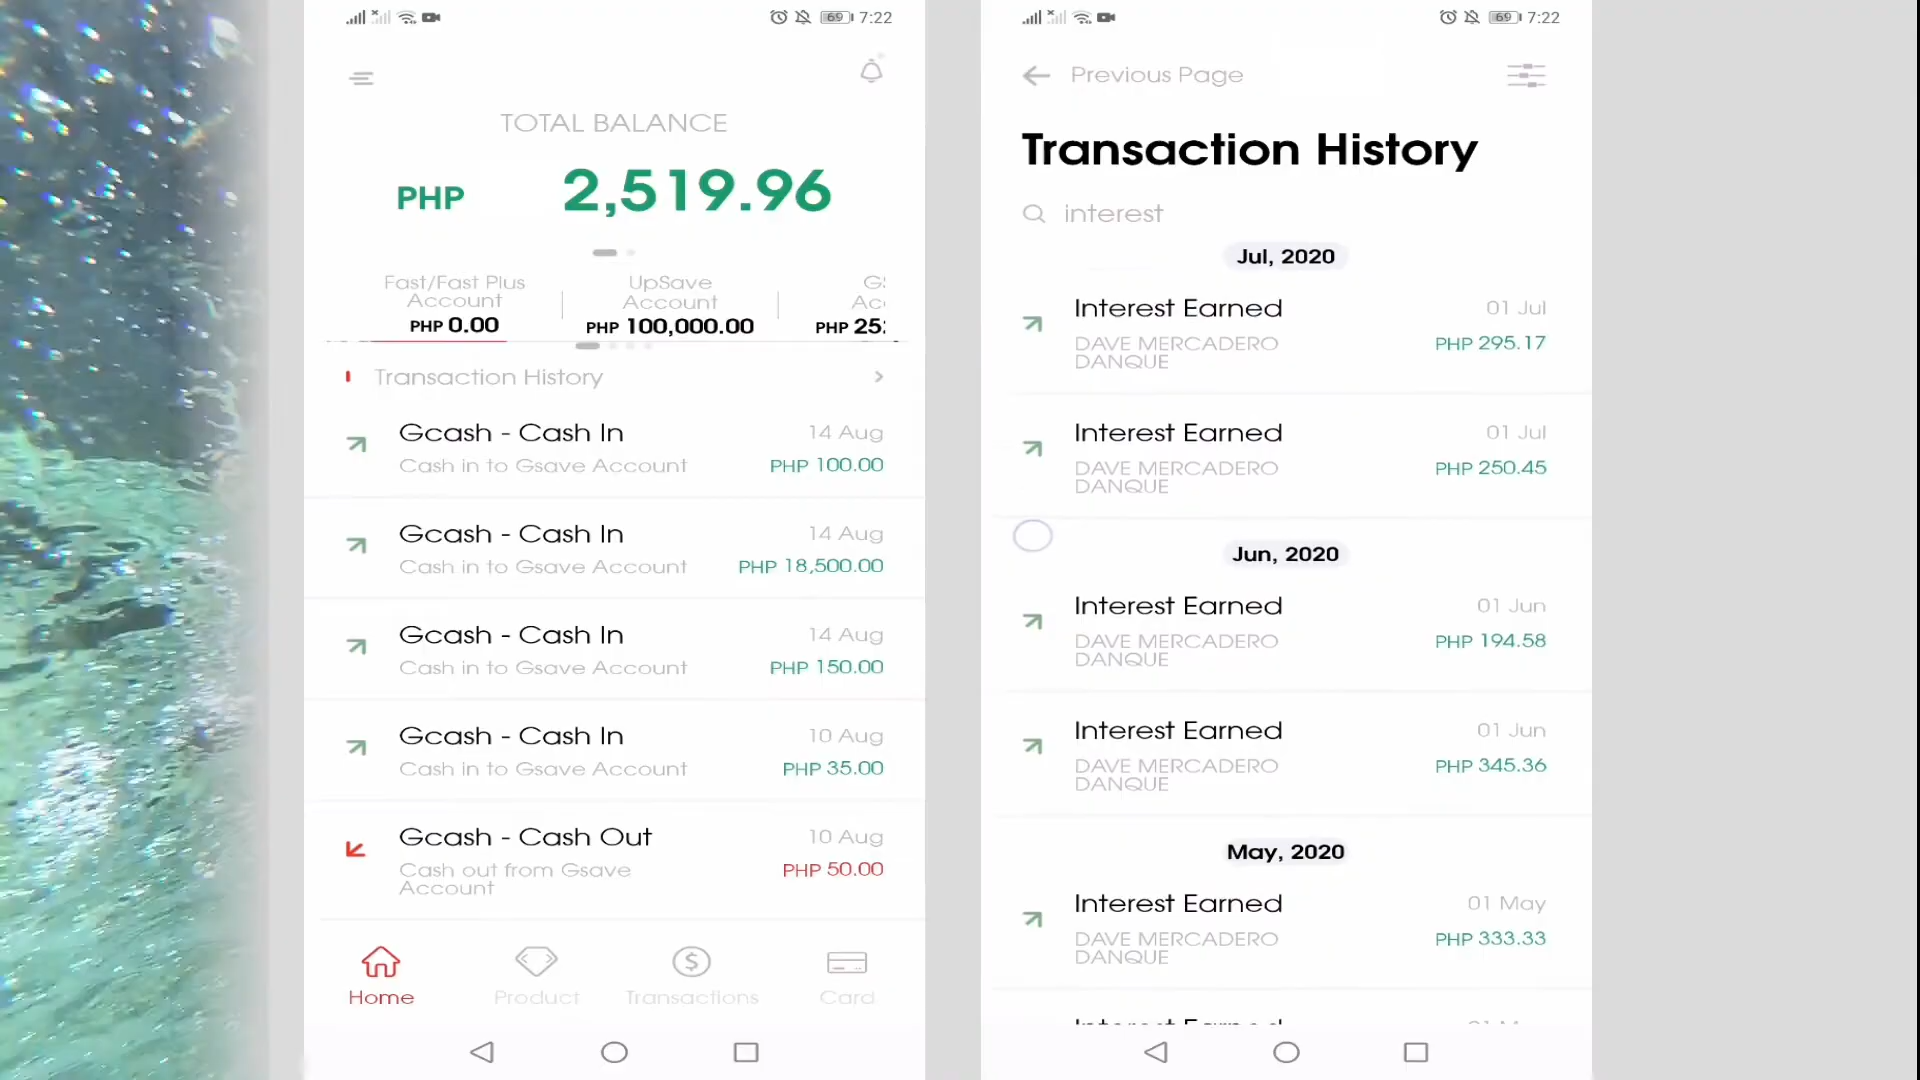 69 7:22
TOTAL BALANCE
PHP 2,519.96
Fast/Fast Plus
Account
PHP 0.00
UpSave
Account
PHP 100,000.00
PHP 25
Transaction History
Gcash - Cash In 14 Aug
Cash in to Gsave Account PHP 100.00
Gcash - Cash In 14 Aug
Cash in to Gsave Account PHP 18,500.00
Gcash - Cash In 14 Aug
Cash in to Gsave Account PHP 150.00
Gcash - Cash In 10 Aug
Cash in to Gsave Account PHP 35.00
Gcash - Cash Out 10 Aug
Cash out from Gsave
Account
PHP 50.00
Home Product Transactions Card
69 7:22
Previous Page
Transaction History
interest
Jul, 2020
Interest Earned 01 Jul
DAVE MERCADERO
DANQUE
PHP 295.17
Interest Earned 01 Jul
DAVE MERCADERO
DANQUE
PHP 250.45
Jun, 2020
Interest Earned 01 Jun
DAVE MERCADERO
DANQUE
PHP 194.58
Interest Earned 01 Jun
DAVE MERCADERO
DANQUE
PHP 345.36
May, 2020
Interest Earned 01 May
DAVE MERCADERO
DANQUE
PHP 333.33